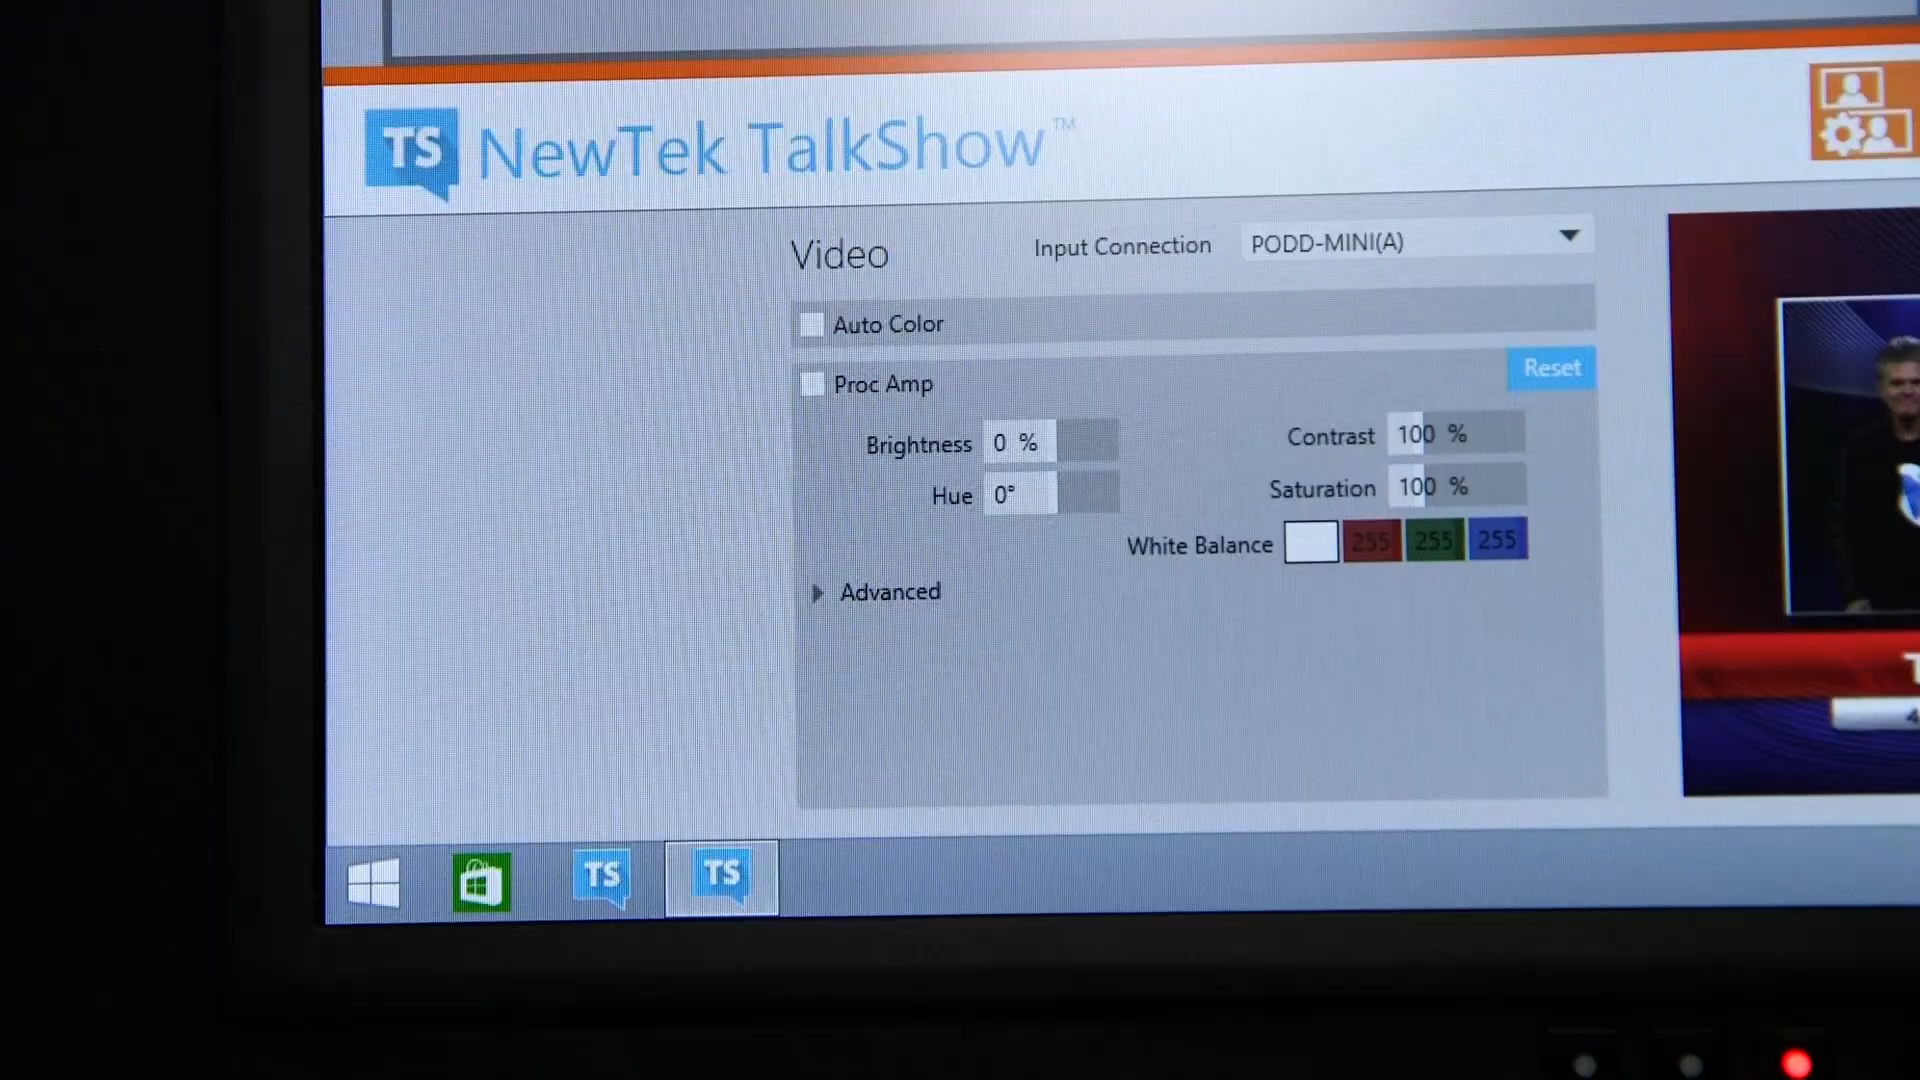 TS NewTek TalkShow™
Video Input Connection PODD-MINI(A)
Auto Color
Proc Amp Reset
Brightness 0 % Contrast 100 %
Hue 0° Saturation 100 %
White Balance 255 255 255
Advanced
TS TS